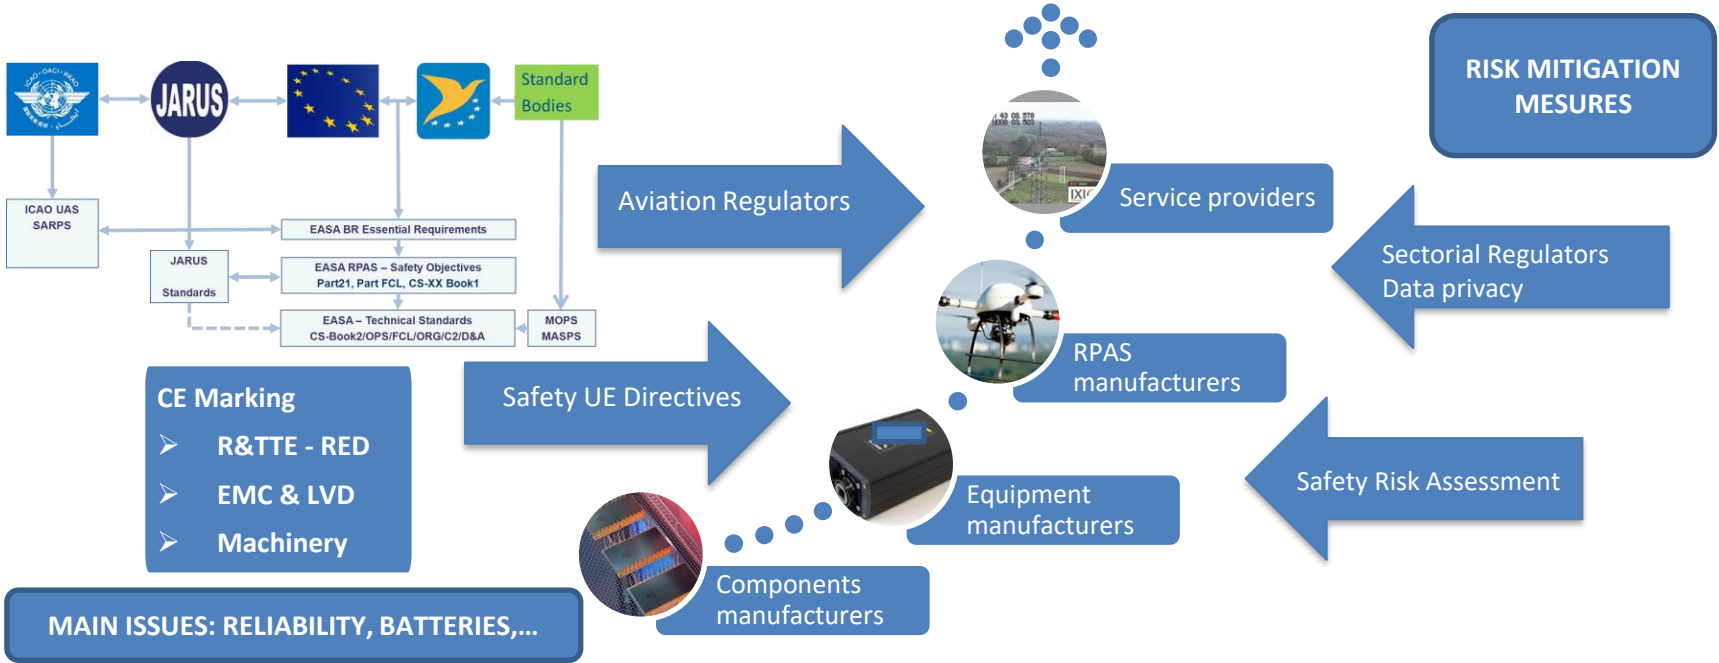 ICAO · OACI · ИКАО
JARUS
Standard
Bodies
ICAO UAS
SARPS
EASA BR Essential Requirements
JARUS
Standards
EASA RPAS – Safety Objectives
Part21, Part FCL, CS-XX Book1
EASA – Technical Standards
CS-Book2/OPS/FCL/ORG/C2/D&A
MOPS
MASPS
CE Marking
R&TTE - RED
EMC & LVD
Machinery
MAIN ISSUES: RELIABILITY, BATTERIES,...
Aviation Regulators
Safety UE Directives
Service providers
RPAS
manufacturers
Equipment
manufacturers
Components
manufacturers
RISK MITIGATION
MESURES
Sectorial Regulators
Data privacy
Safety Risk Assessment